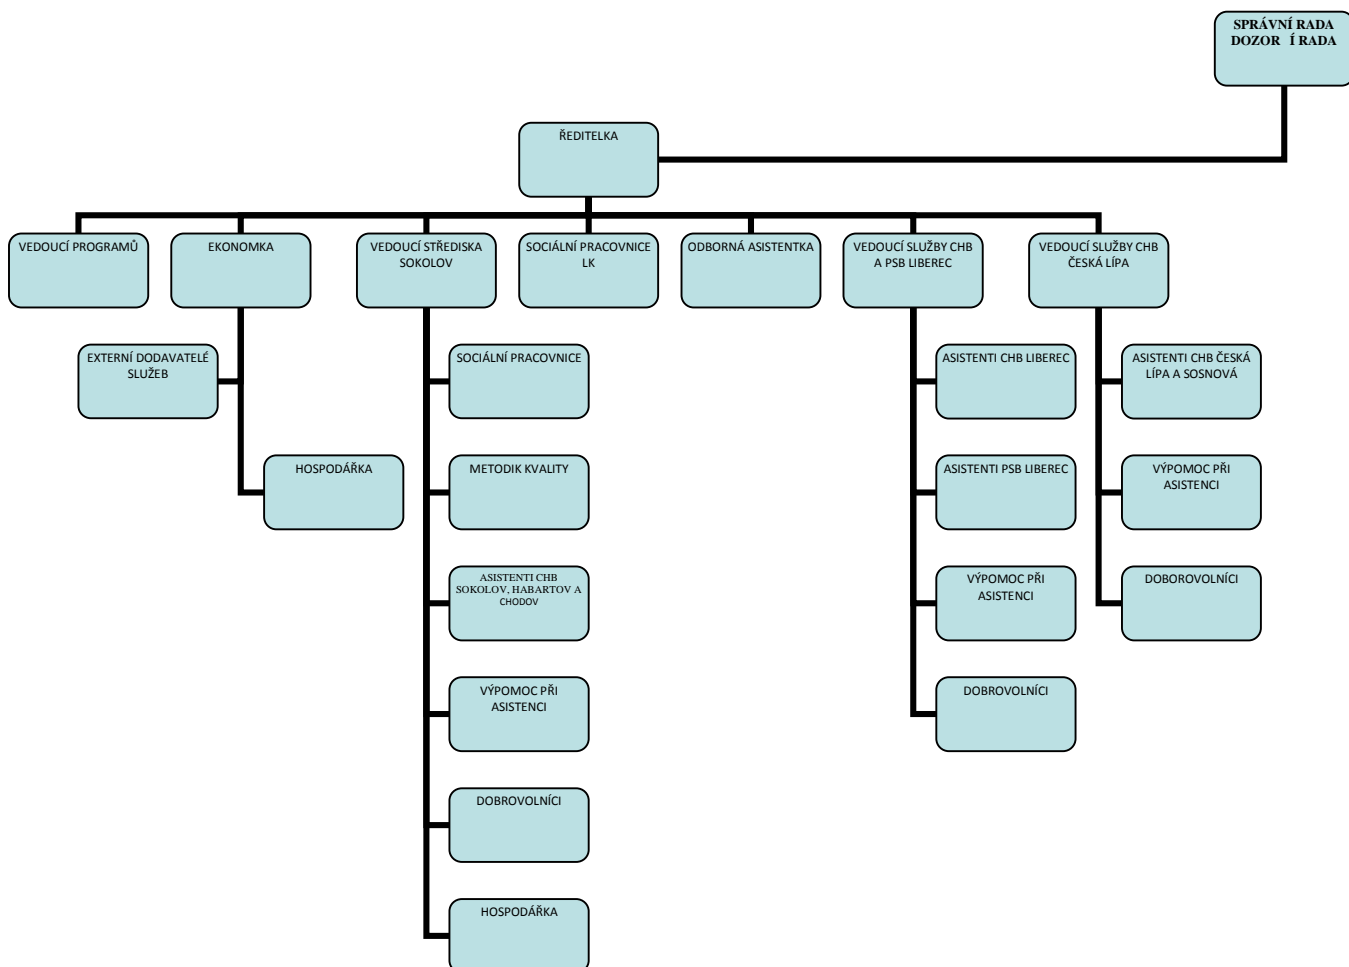 SPRÁVNÍ RADA
DOZOR Í RADA
ŘEDITELKA
VEDOUCÍ PROGRAMŮ
EKONOMKA
VEDOUCÍ STŘEDISKA
SOKOLOV
SOCIÁLNÍ PRACOVNICE
LK
ODBORNÁ ASISTENTKA
VEDOUCÍ SLUŽBY CHB
A PSB LIBEREC
VEDOUCÍ SLUŽBY CHB
ČESKÁ LÍPA
EXTERNÍ DODAVATELÉ
SLUŽEB
SOCIÁLNÍ PRACOVNICE
ASISTENTI CHB LIBEREC
ASISTENTI CHB ČESKÁ
LÍPA A SOSNOVÁ
HOSPODÁŘKA
METODIK KVALITY
ASISTENTI PSB LIBEREC
VÝPOMOC PŘI
ASISTENCI
ASISTENTI CHB
SOKOLOV, HABARTOV A
CHODOV
VÝPOMOC PŘI
ASISTENCI
DOBOROVOLNÍCI
VÝPOMOC PŘI
ASISTENCI
DOBROVOLNÍCI
DOBROVOLNÍCI
HOSPODÁŘKA